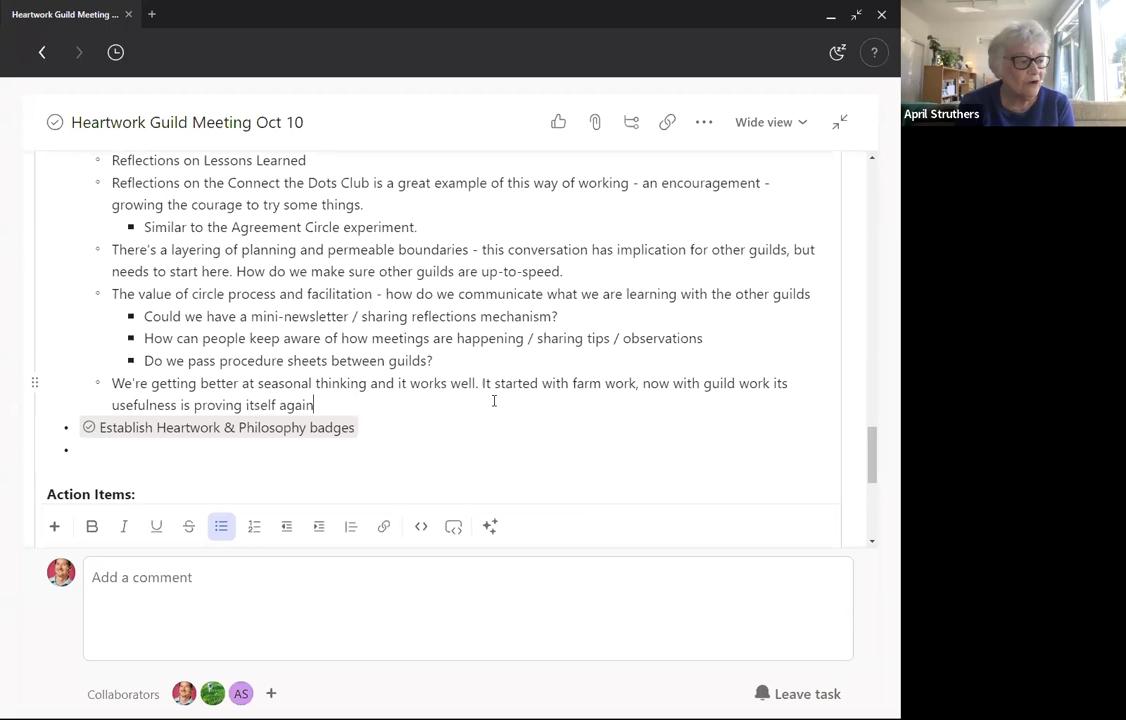 Heartwork Guild Meeting ...
Heartwork Guild Meeting Oct 10
Wide view
Reflections on Lessons Learned
Reflections on the Connect the Dots Club is a great example of this way of working - an encouragement -
growing the courage to try some things.
Similar to the Agreement Circle experiment.
There's a layering of planning and permeable boundaries - this conversation has implication for other guilds, but
needs to start here. How do we make sure other guilds are up-to-speed.
The value of circle process and facilitation - how do we communicate what we are learning with the other guilds
Could we have a mini-newsletter / sharing reflections mechanism?
How can people keep aware of how meetings are happening / sharing tips / observations
Do we pass procedure sheets between guilds?
We're getting better at seasonal thinking and it works well. It started with farm work, now with guild work its
usefulness is proving itself again
Establish Heartwork & Philosophy badges
Action Items:
Add a comment
Collaborators
AS
Leave task
April Struthers